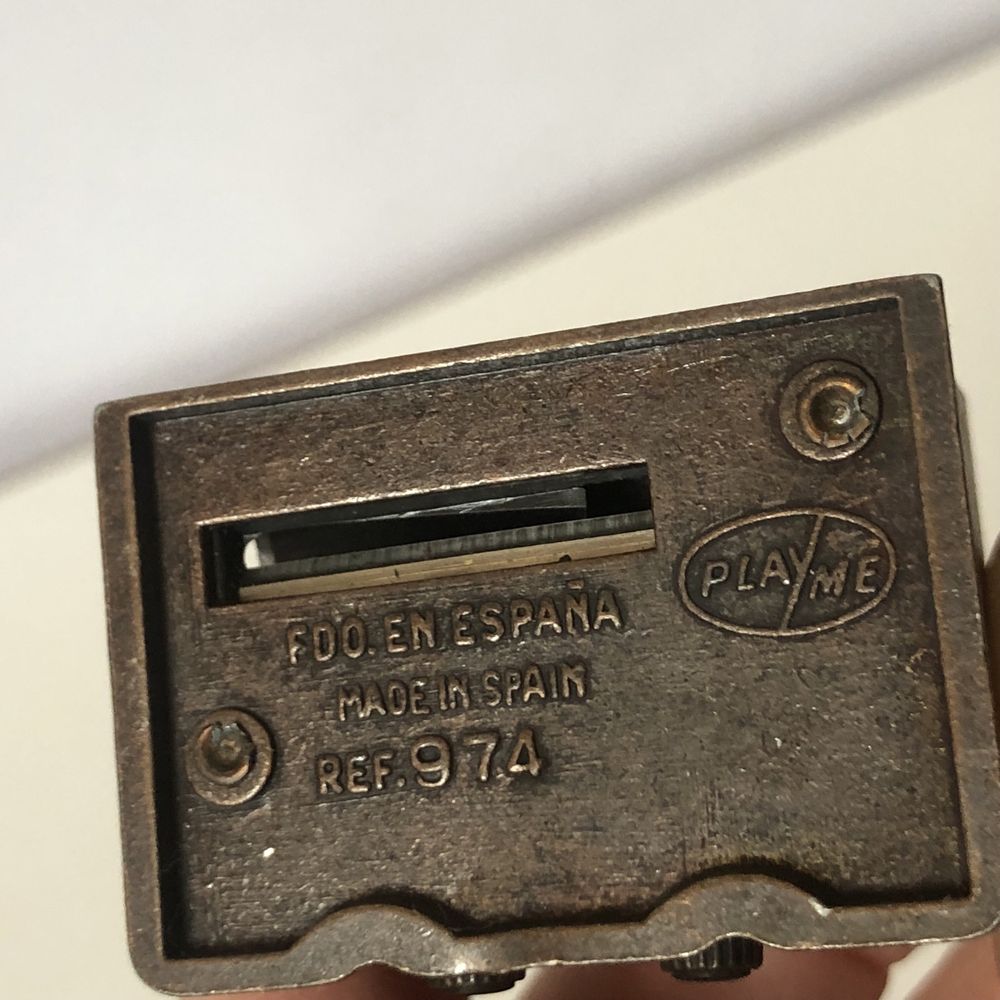 PLAY/ME
FDO. EN ESPAÑA
MADE IN SPAIN
REF. 974